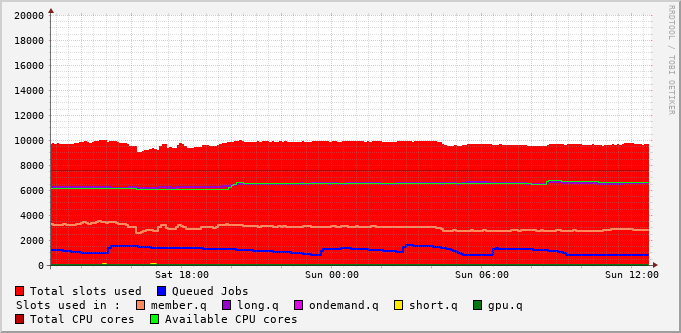 20000
18000
16000
14000
12000
10000
8000
6000
4000
2000
0
Sat 18:00 Sun 00:00 Sun 06:00 Sun 12:00
Total slots used Queued Jobs
Slots used in : member.q long.q ondemand.q short.q gpu.q
Total CPU cores Available CPU cores
RRDTOOL / TOBI OETIKER